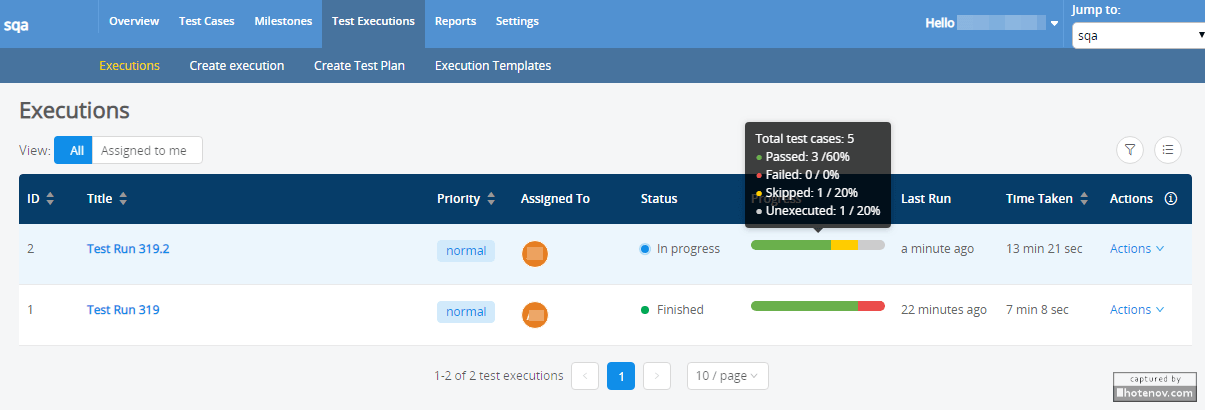 sqa
Overview Test Cases Milestones Test Executions Reports Settings
Hello
Jump to:
sqa
Executions Create execution Create Test Plan Execution Templates
Executions
View: All Assigned to me
Total test cases: 5
Passed: 3 /60%
Failed: 0 / 0%
Skipped: 1 / 20%
Unexecuted: 1 / 20%
ID Title Priority Assigned To Status Progress Last Run Time Taken Actions
2 Test Run 319.2 normal In progress a minute ago 13 min 21 sec Actions
1 Test Run 319 normal Finished 22 minutes ago 7 min 8 sec Actions
1-2 of 2 test executions < 1 > 10 / page
captured by
hotenov.com